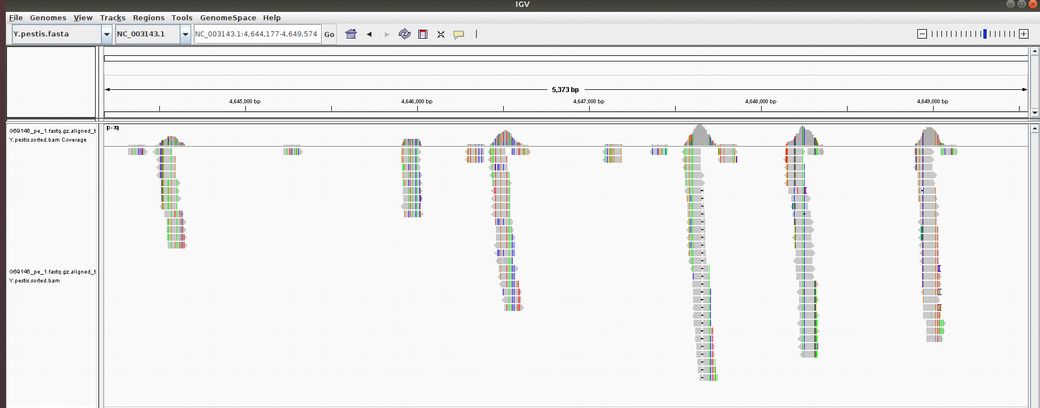 IGV
File Genomes View Tracks Regions Tools GenomeSpace Help
Y.pestis.fasta NC_003143.1 NC_003143.1:4,644,177-4,649,574 Go
5,373 bp
4,645,000 bp 4,646,000 bp 4,647,000 bp 4,648,000 bp 4,649,000 bp
G69146_pe_1.fastq.gz.aligned_t
Y.pestis.sorted.bam Coverage
G69146_pe_1.fastq.gz.aligned_t
Y.pestis.sorted.bam